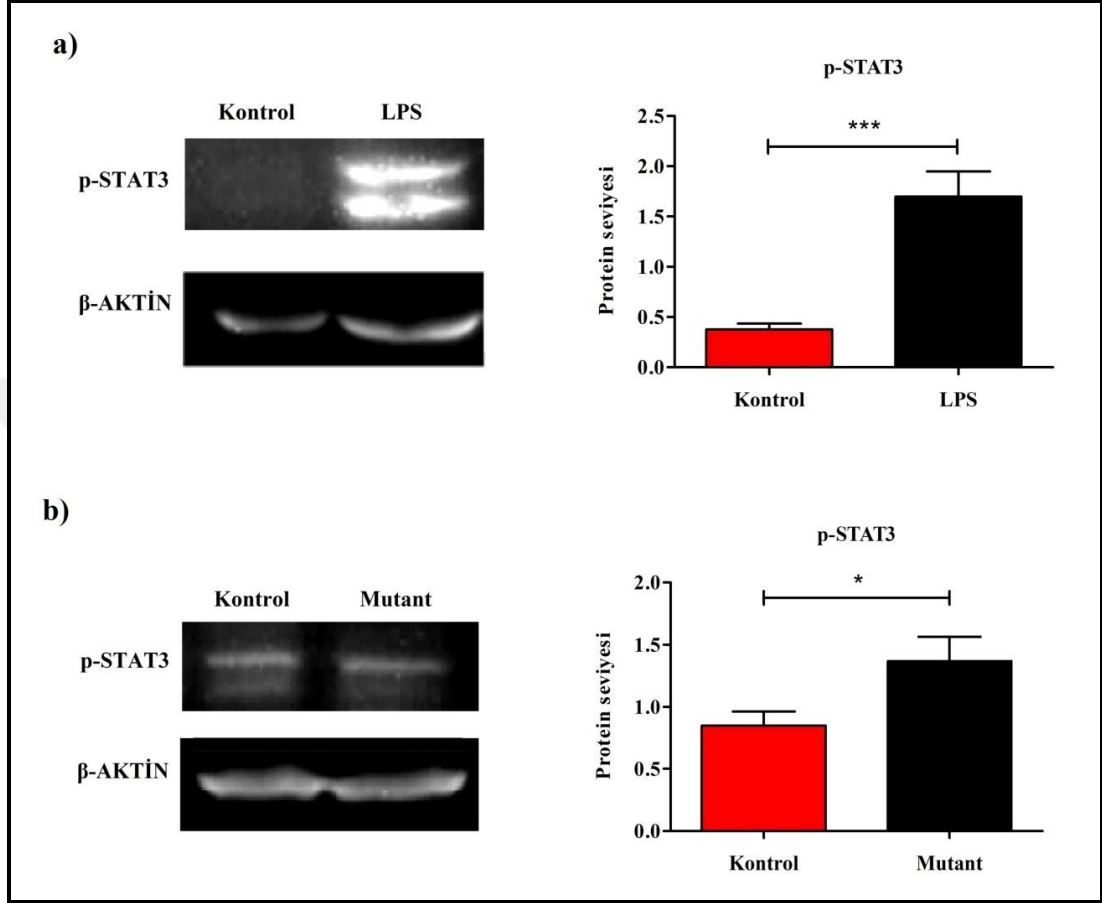 a)
Kontrol LPS
p-STAT3
β-AKTİN
p-STAT3
Protein seviyesi
2.5
2.0
1.5
1.0
0.5
0.0
***
Kontrol LPS
b)
Kontrol Mutant
p-STAT3
β-AKTİN
p-STAT3
Protein seviyesi
2.0
1.5
1.0
0.5
0.0
*
Kontrol Mutant